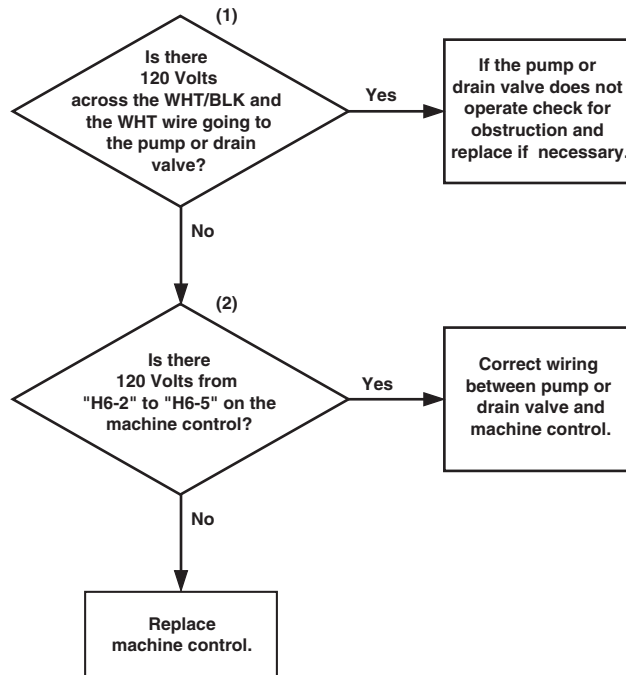 (1)
Is there
120 Volts
across the WHT/BLK and
the WHT wire going to
the pump or drain
valve?
Yes
If the pump or
drain valve does not
operate check for
obstruction and
replace if necessary.
No
(2)
Is there
120 Volts from
"H6-2" to "H6-5" on the
machine control?
Yes
Correct wiring
between pump or
drain valve and
machine control.
No
Replace
machine control.